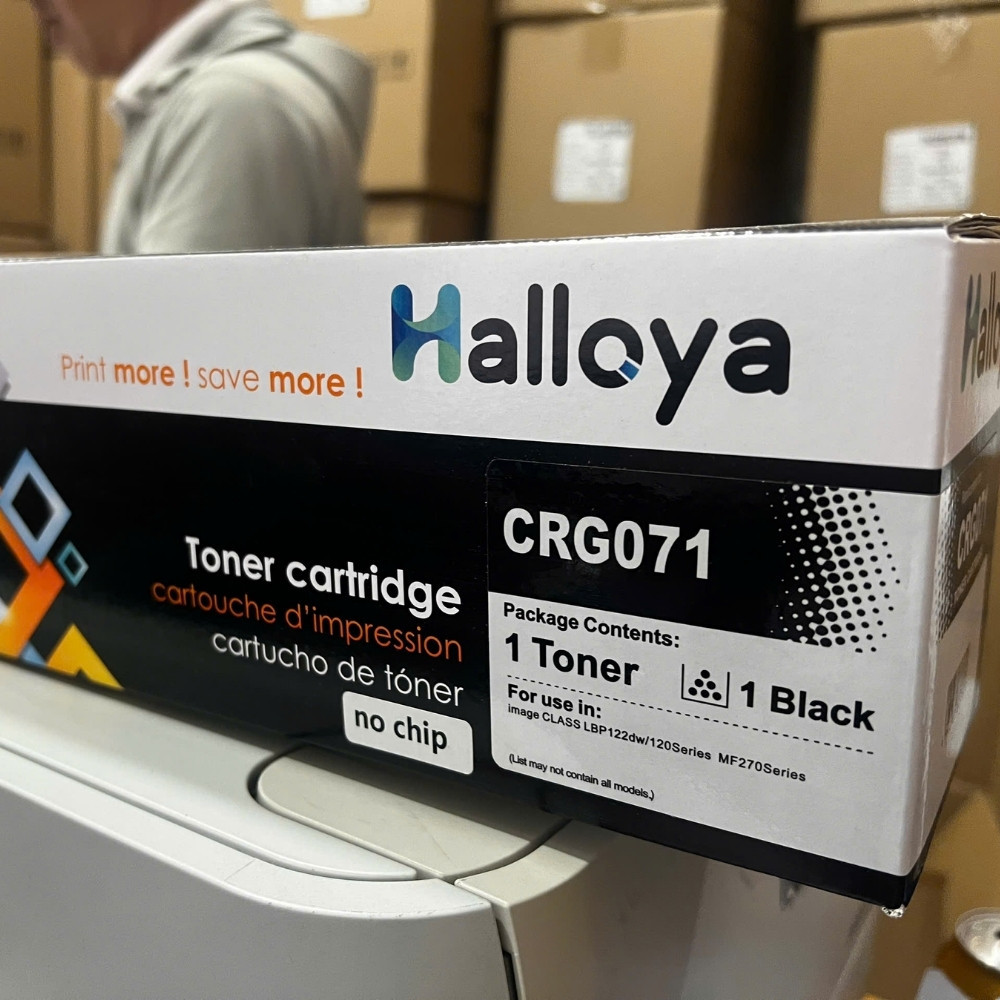 Halloya
Print more ! save more !
CRG071
Toner cartridge
cartouche d'impression
cartucho de tóner
no chip
Package Contents:
1 Toner
1 Black
For use in:
image CLASS LBP122dw/120Series MF270Series
(List may not contain all models.)